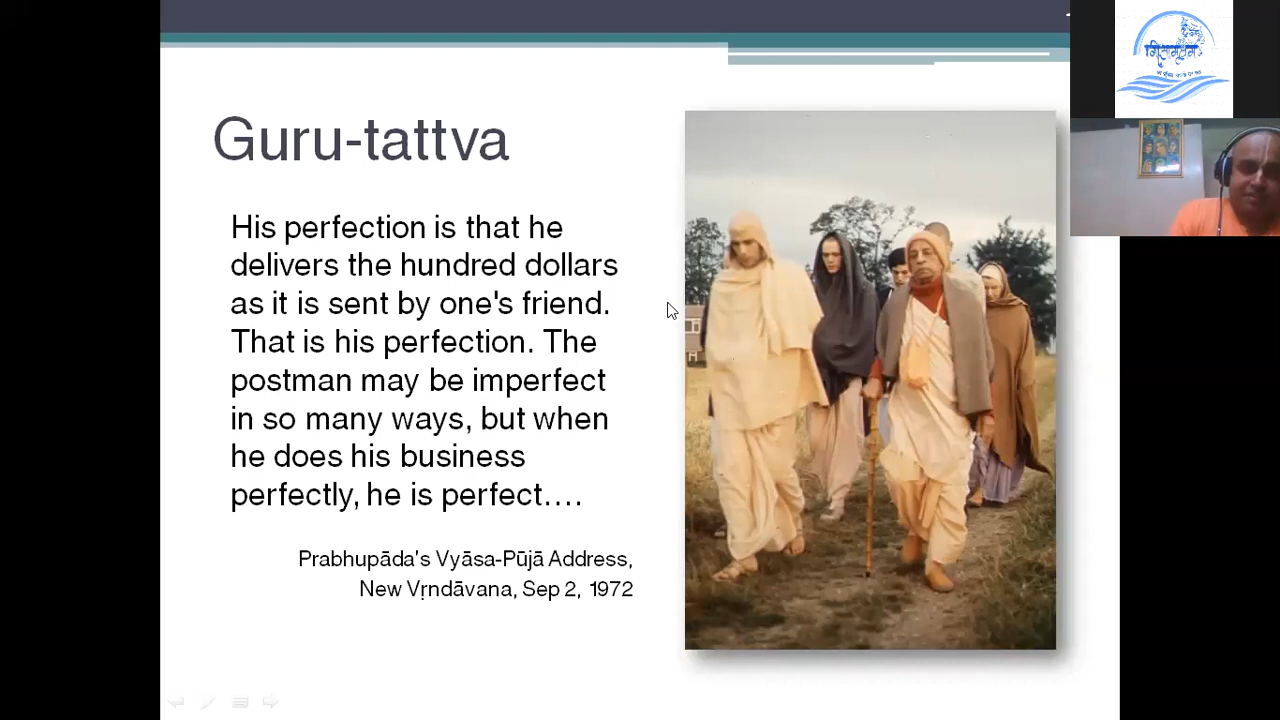 Guru-tattva
His perfection is that he
delivers the hundred dollars
as it is sent by one's friend.
That is his perfection. The
postman may be imperfect
in so many ways, but when
he does his business
perfectly, he is perfect….
Prabhupāda's Vyāsa-Pūjā Address,
New Vṛndāvana, Sep 2, 1972